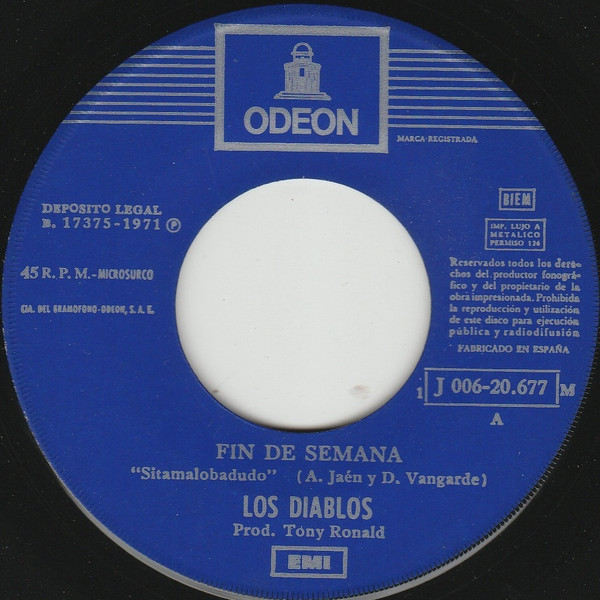 ODEON
MARCA REGISTRADA
DEPOSITO LEGAL
B. 17375-1971 Ⓟ
45 R. P. M.-MICROSURCO
CIA. DEL GRAMOFONO-ODEON, S. A. E.
BIEM
IMP. LUJO A
METALICO
PERMISO 124
Reservados todos los dere-
chos del productor fonográ-
fico y del propietario de la
obra impresionada. Prohibida
la reproducción y utilización
de este disco para ejecución
pública y radiodifusión
FABRICADO EN ESPAÑA
1 J 006-20.677 M
A
FIN DE SEMANA
"Sitamalobadudo" (A. Jaén y D. Vangarde)
LOS DIABLOS
Prod. Tony Ronald
EMI